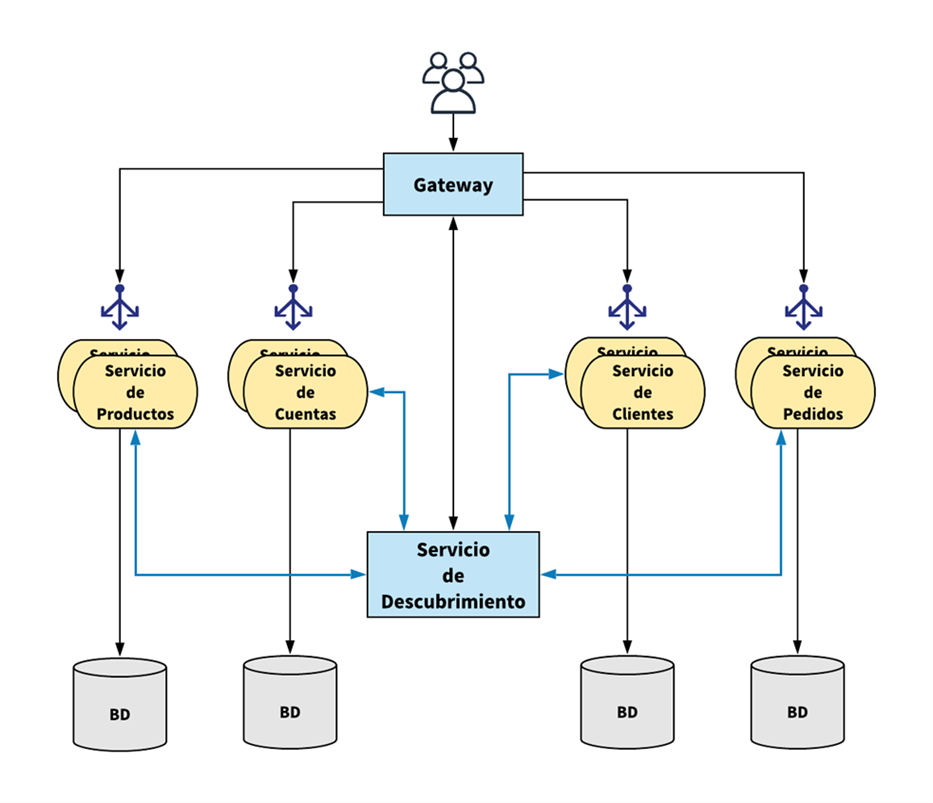 Gateway
Servicio
Servicio
de
Productos
Servicio
Servicio
de
Cuentas
Servicio
Servicio
de
Clientes
Servicio
Servicio
de
Pedidos
Servicio
de
Descubrimiento
BD
BD
BD
BD